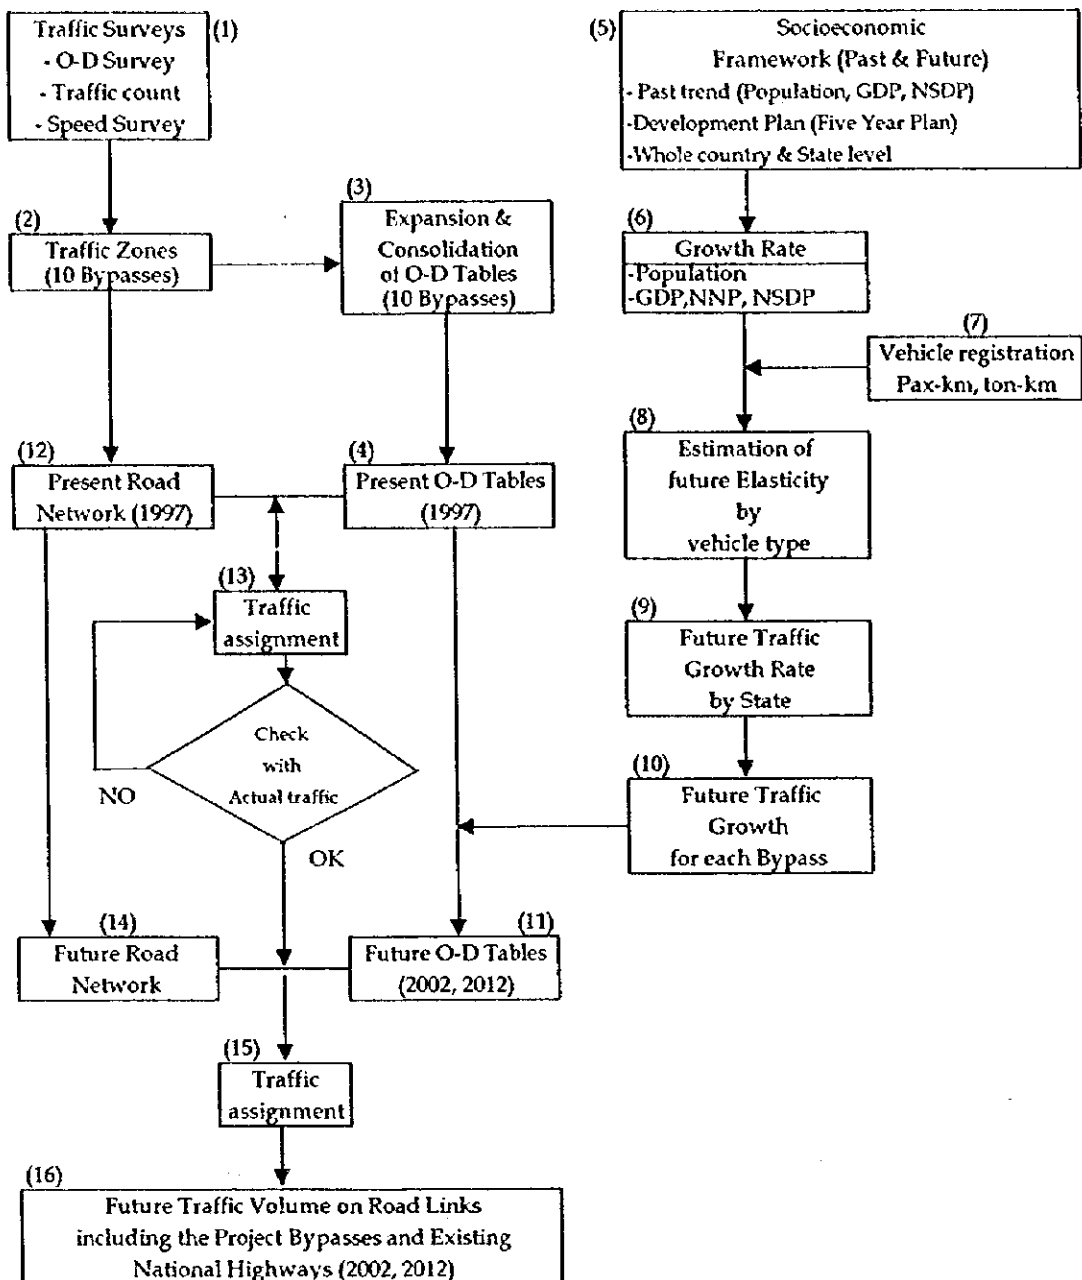 (1)
Traffic Surveys
- O-D Survey
- Traffic count
- Speed Survey
(5)
Socioeconomic
Framework (Past & Future)
- Past trend (Population, GDP, NSDP)
-Development Plan (Five Year Plan)
-Whole country & State level
(2)
Traffic Zones
(10 Bypasses)
(3)
Expansion &
Consolidation
of O-D Tables
(10 Bypasses)
(6)
Growth Rate
-Population
-GDP,NNP, NSDP
(7)
Vehicle registration
Pax-km, ton-km
(8)
Estimation of
future Elasticity
by
vehicle type
(12)
Present Road
Network (1997)
(4)
Present O-D Tables
(1997)
(13)
Traffic
assignment
(9)
Future Traffic
Growth Rate
by State
Check
with
Actual traffic
NO
OK
(10)
Future Traffic
Growth
for each Bypass
(14)
Future Road
Network
(11)
Future O-D Tables
(2002, 2012)
(15)
Traffic
assignment
(16)
Future Traffic Volume on Road Links
including the Project Bypasses and Existing
National Highways (2002, 2012)